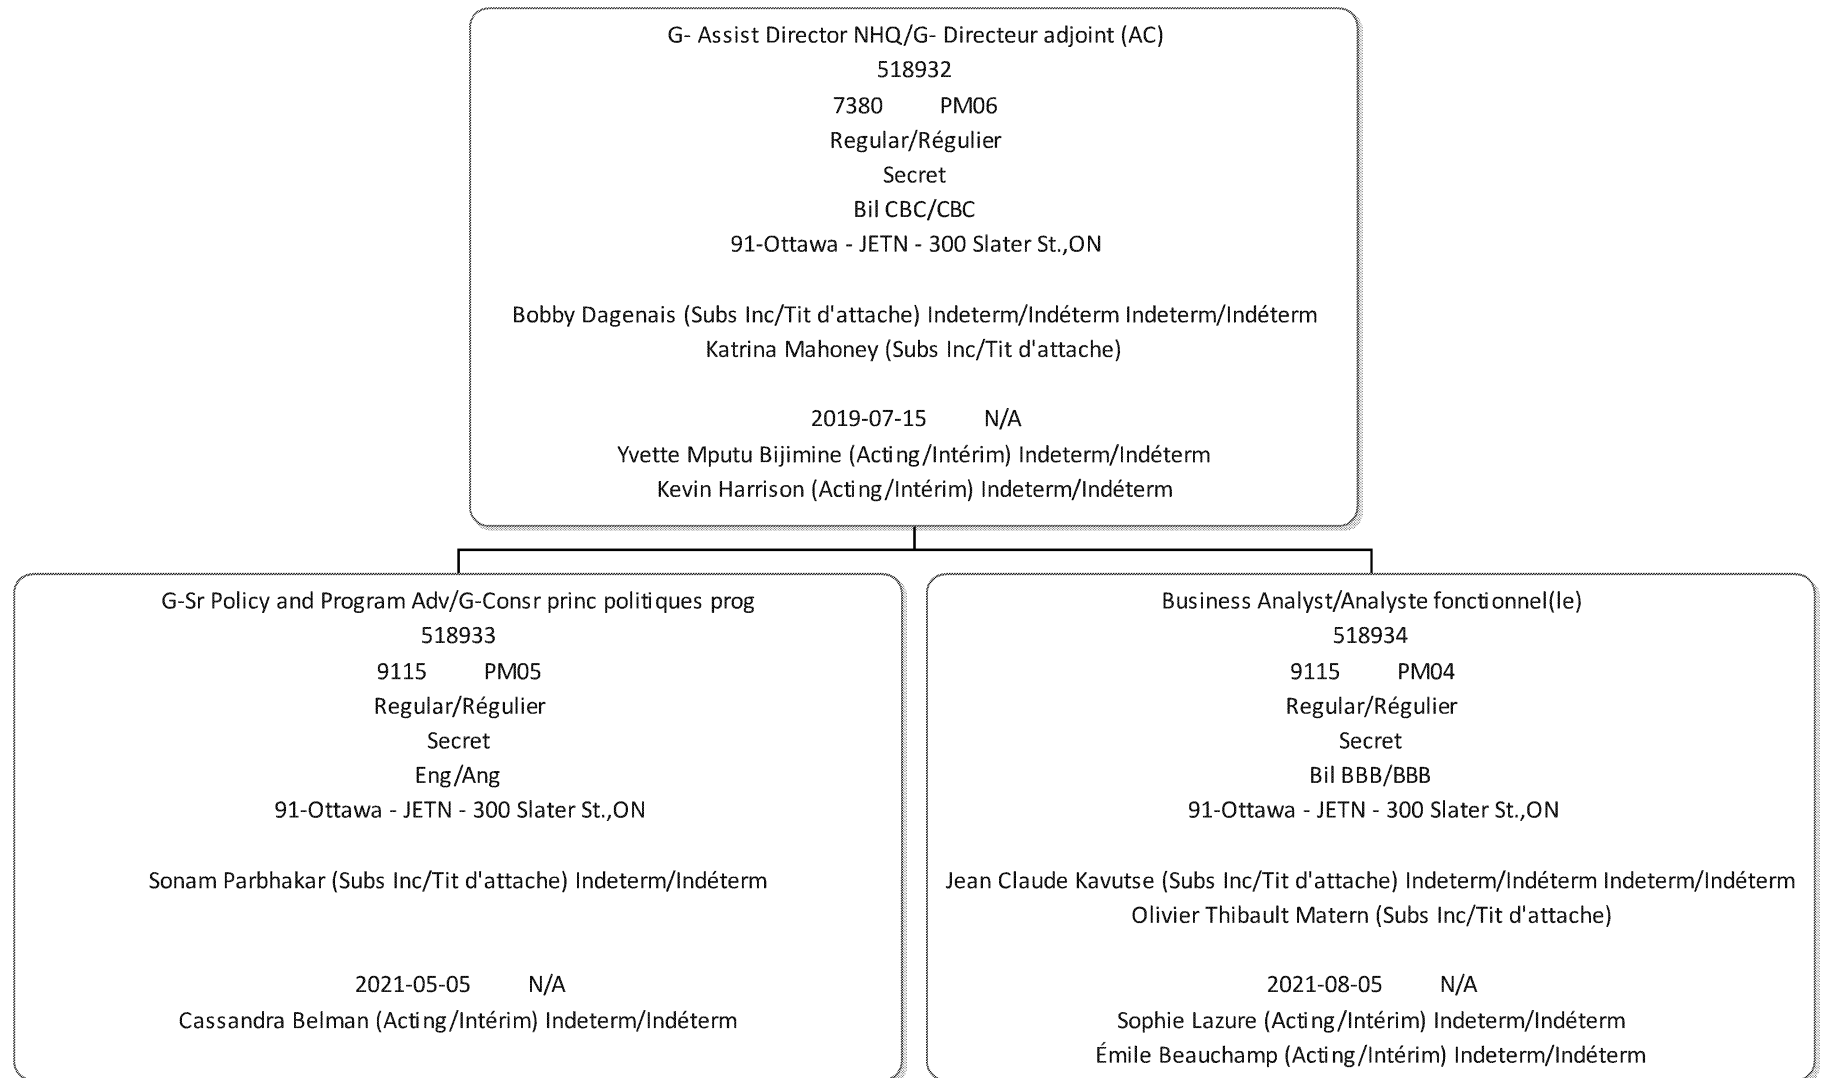 G- Assist Director NHQ/G- Directeur adjoint (AC)
518932
7380 PM06
Regular/Régulier
Secret
Bil CBC/CBC
91-Ottawa - JETN - 300 Slater St.,ON
Bobby Dagenais (Subs Inc/Tit d'attache) Indeterm/Indéterm Indeterm/Indéterm
Katrina Mahoney (Subs Inc/Tit d'attache)
2019-07-15 N/A
Yvette Mputu Bijimine (Acting/Intérim) Indeterm/Indéterm
Kevin Harrison (Acting/Intérim) Indeterm/Indéterm
G-Sr Policy and Program Adv/G-Consr princ politiques prog
518933
9115 PM05
Regular/Régulier
Secret
Eng/Ang
91-Ottawa - JETN - 300 Slater St.,ON
Sonam Parbhakar (Subs Inc/Tit d'attache) Indeterm/Indéterm
2021-05-05 N/A
Cassandra Belman (Acting/Intérim) Indeterm/Indéterm
Business Analyst/Analyste fonctionnel(le)
518934
9115 PM04
Regular/Régulier
Secret
Bil BBB/BBB
91-Ottawa - JETN - 300 Slater St.,ON
Jean Claude Kavutse (Subs Inc/Tit d'attache) Indeterm/Indéterm Indeterm/Indéterm
Olivier Thibault Matern (Subs Inc/Tit d'attache)
2021-08-05 N/A
Sophie Lazure (Acting/Intérim) Indeterm/Indéterm
Émile Beauchamp (Acting/Intérim) Indeterm/Indéterm